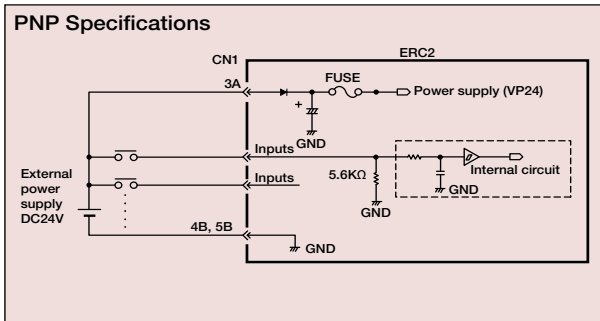 PNP Specifications
CN1
ERC2
3A
FUSE
Power supply (VP24)
+
GND
Inputs
Internal circuit
Inputs
5.6KΩ
GND
GND
External
power
supply
DC24V
4B, 5B
GND